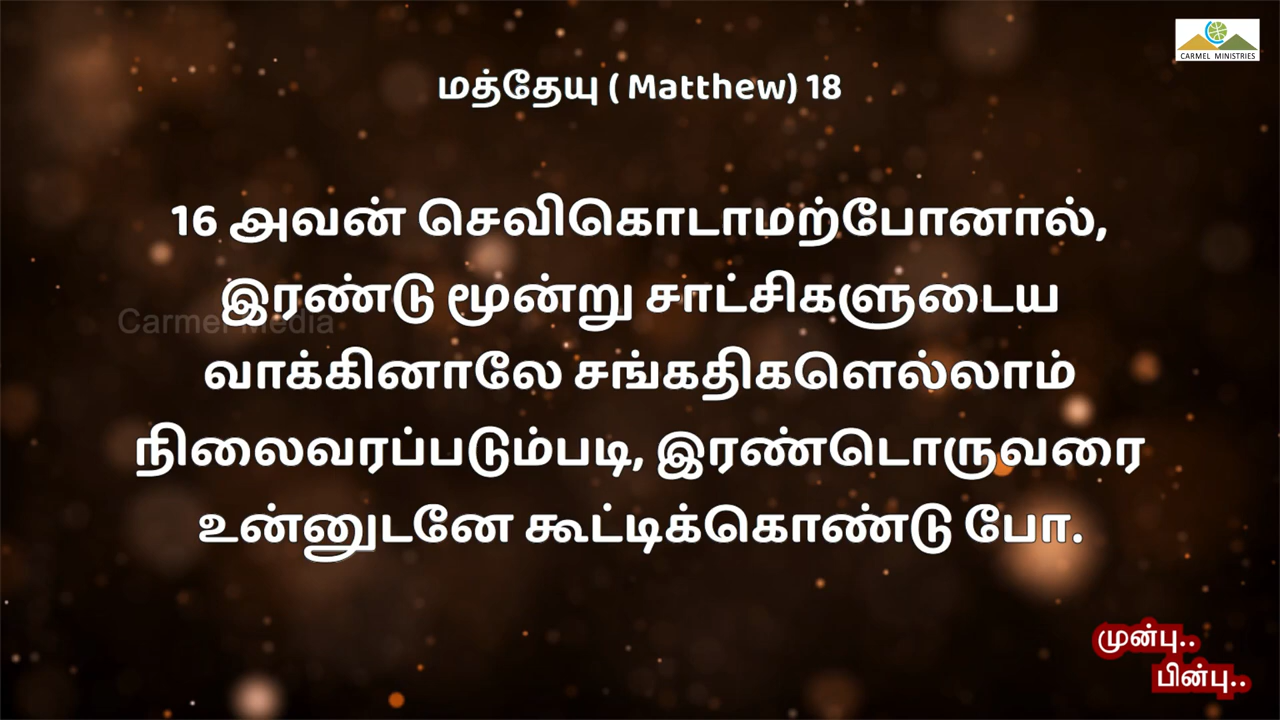 CARMEL MINISTRIES
மத்தேயு ( Matthew) 18
16 அவன் செவிகொடாமற்போனால்,
இரண்டு மூன்று சாட்சிகளுடைய
Carmel Media
வாக்கினாலே சங்கதிகளெல்லாம்
நிலைவரப்படும்படி, இரண்டொருவரை
உன்னுடனே கூட்டிக்கொண்டு போ.
முன்பு..
பின்பு..